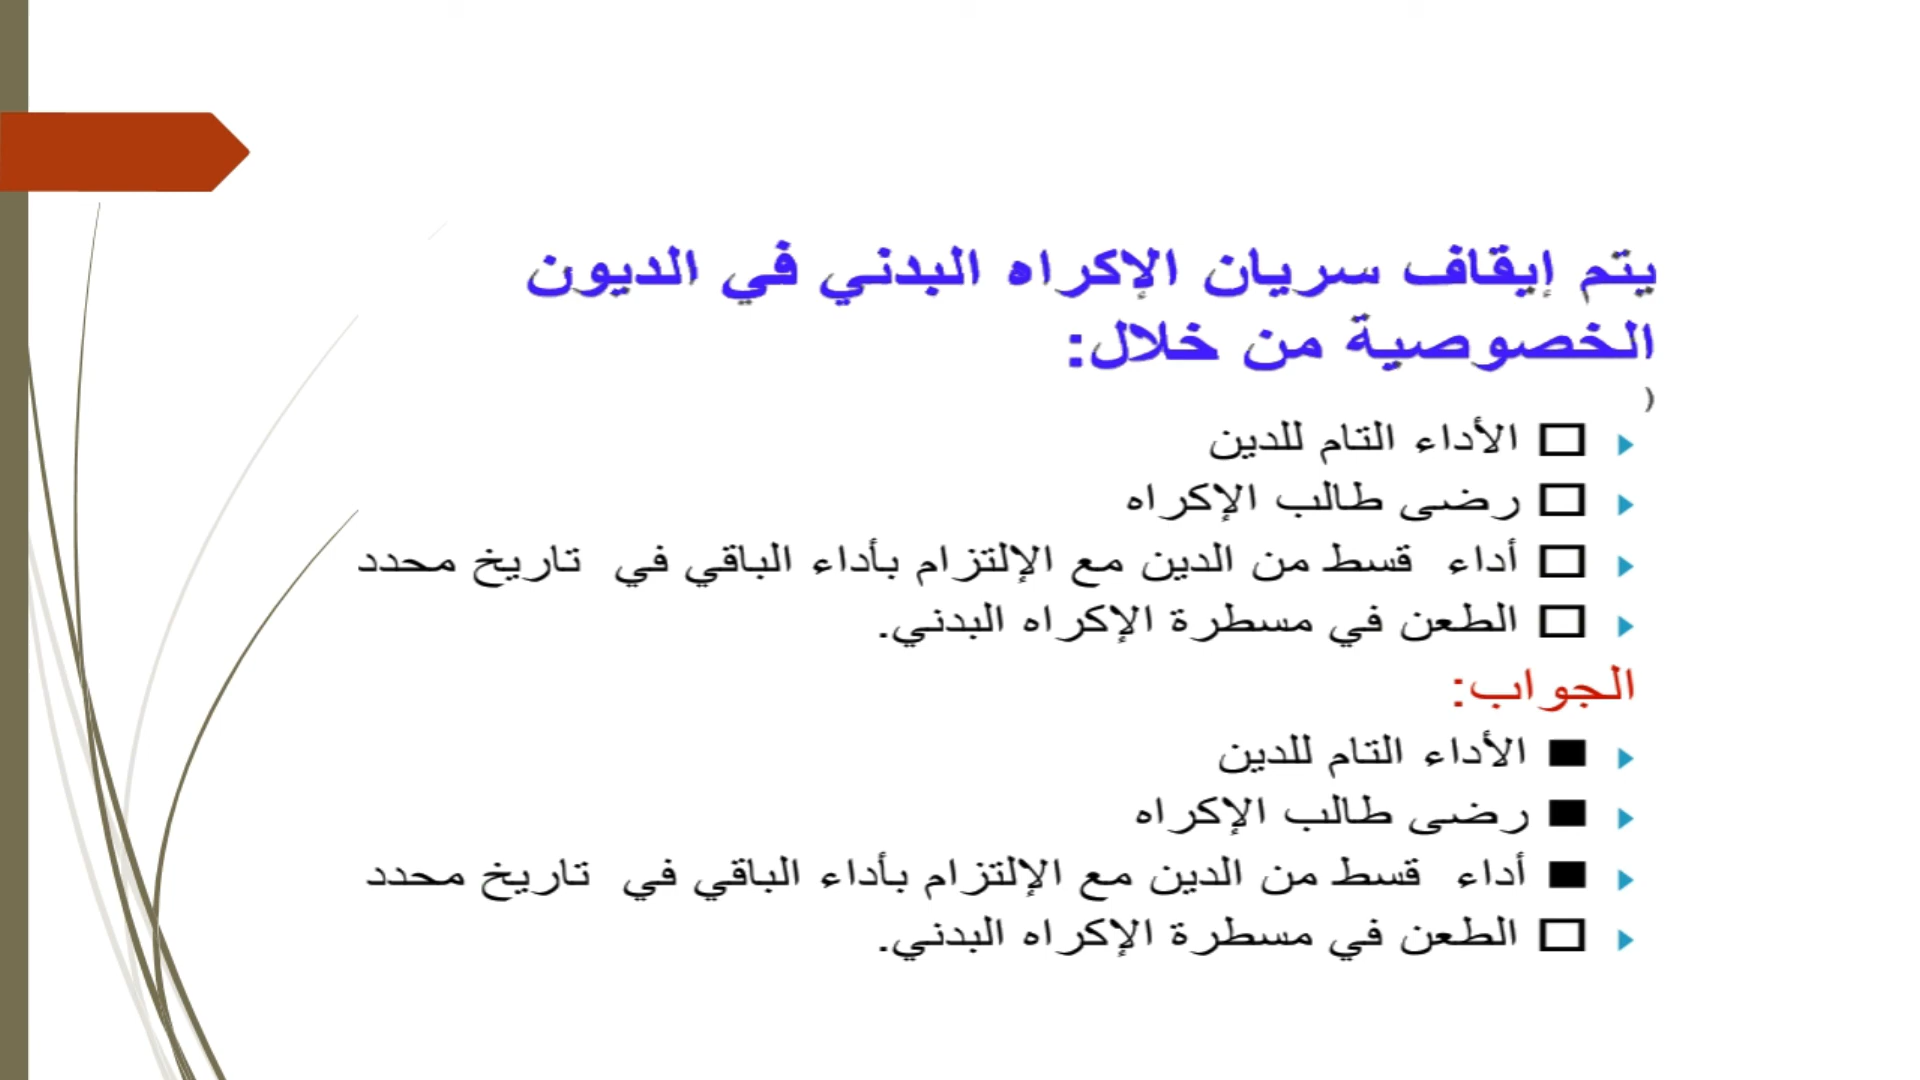 يتم إيقاف سريان الإكراه البدني في الديون
الخصوصية من خلال:
)
☐ الأداء التام للدين
☐ رضى طالب الإكراه
☐ أداء قسط من الدين مع الإلتزام بأداء الباقي في تاريخ محدد
☐ الطعن في مسطرة الإكراه البدني.
الجواب:
■ الأداء التام للدين
■ رضى طالب الإكراه
■ أداء قسط من الدين مع الإلتزام بأداء الباقي في تاريخ محدد
☐ الطعن في مسطرة الإكراه البدني.